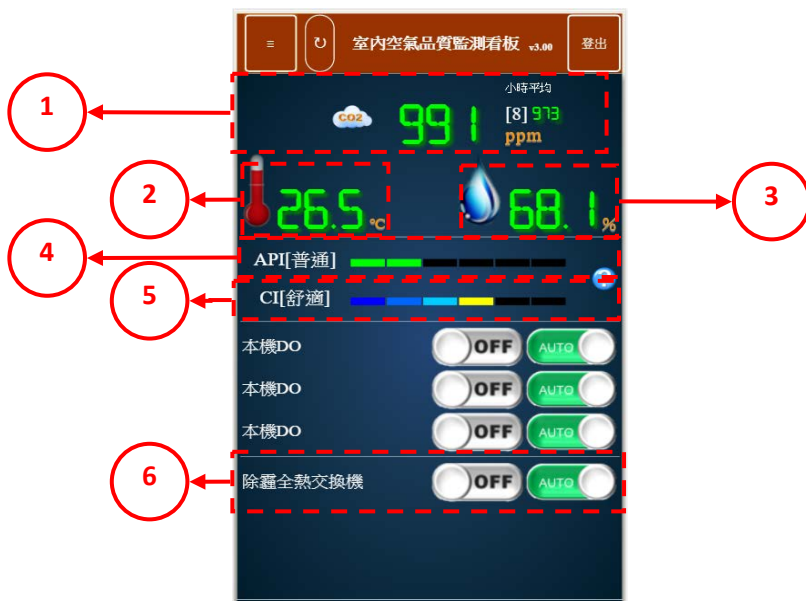 ≡ ↻ 室內空氣品質監測看板 v3.00 登出
小時平均
1 CO2 991 [8] 973
ppm
2 26.5 ℃ 68.1 % 3
4 API[普通]
5 CI[舒適]
本機DO OFF AUTO
本機DO OFF AUTO
本機DO OFF AUTO
6 除霾全熱交換機 OFF AUTO